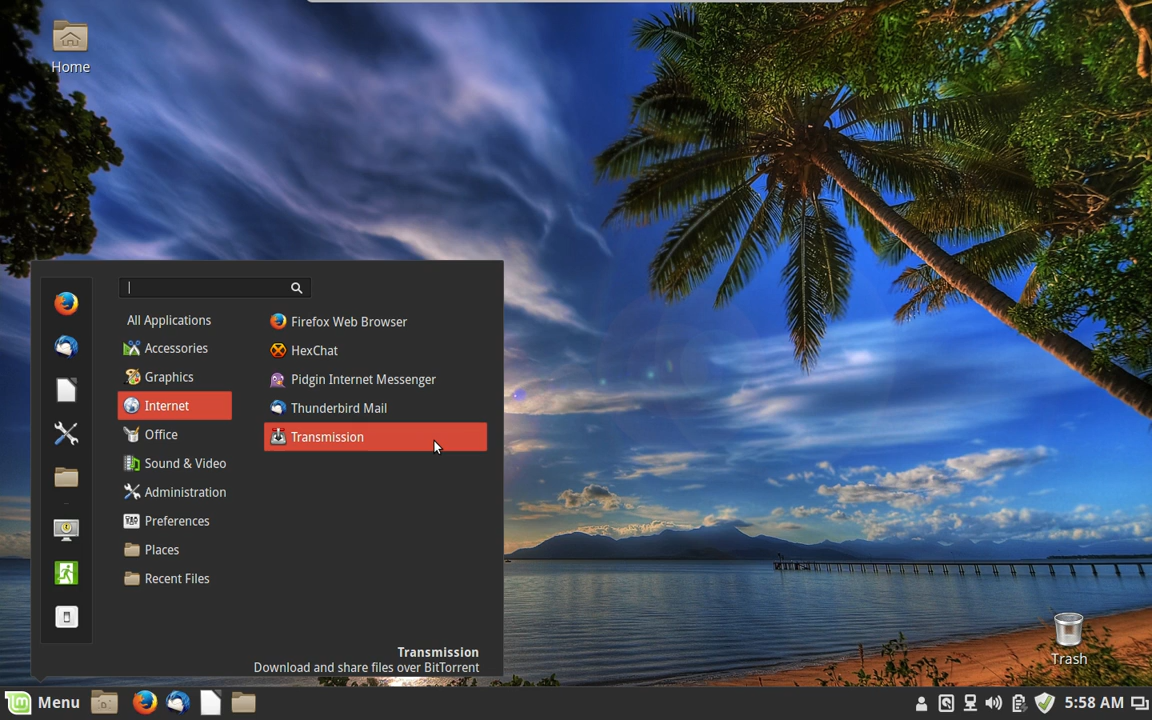 Home
All Applications
Accessories
Graphics
Internet
Office
Sound & Video
Administration
Preferences
Places
Recent Files
Firefox Web Browser
HexChat
Pidgin Internet Messenger
Thunderbird Mail
Transmission
Transmission
Download and share files over BitTorrent
Trash
Menu
5:58 AM